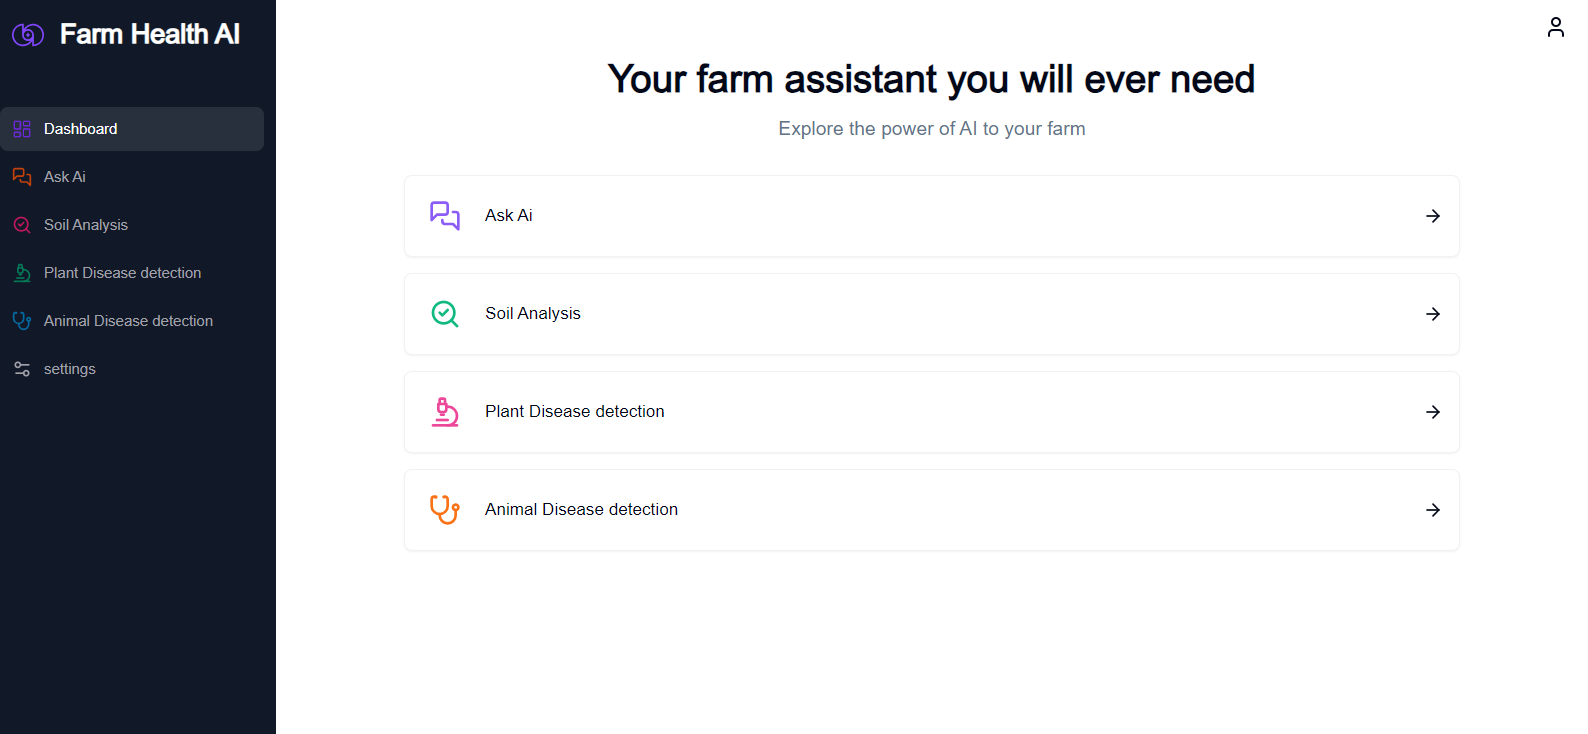 Farm Health AI
Dashboard
Ask Ai
Soil Analysis
Plant Disease detection
Animal Disease detection
settings
Your farm assistant you will ever need
Explore the power of AI to your farm
Ask Ai
Soil Analysis
Plant Disease detection
Animal Disease detection